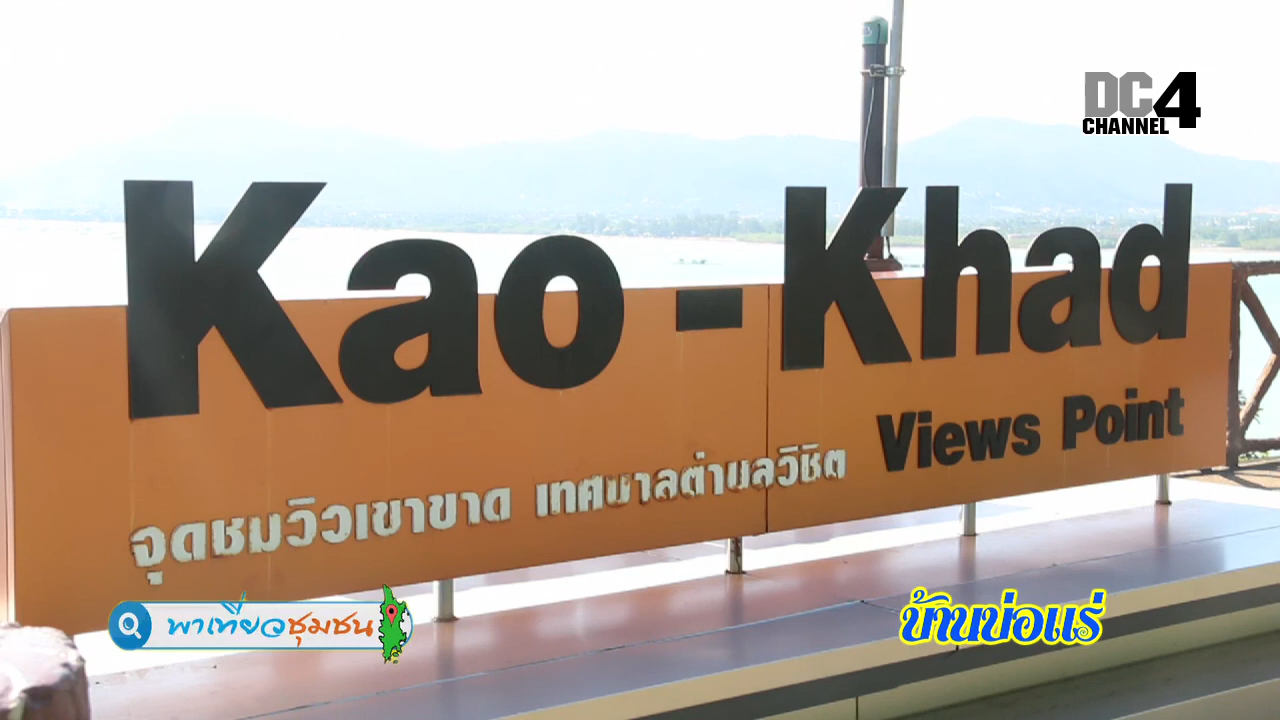 DC4
CHANNEL
Kao - Khad
Views Point
จุดชมวิวเขาขาด เทศบาลตำบลวิชิต
พาเที่ยวชุมชน
บ้านบ่อแร่